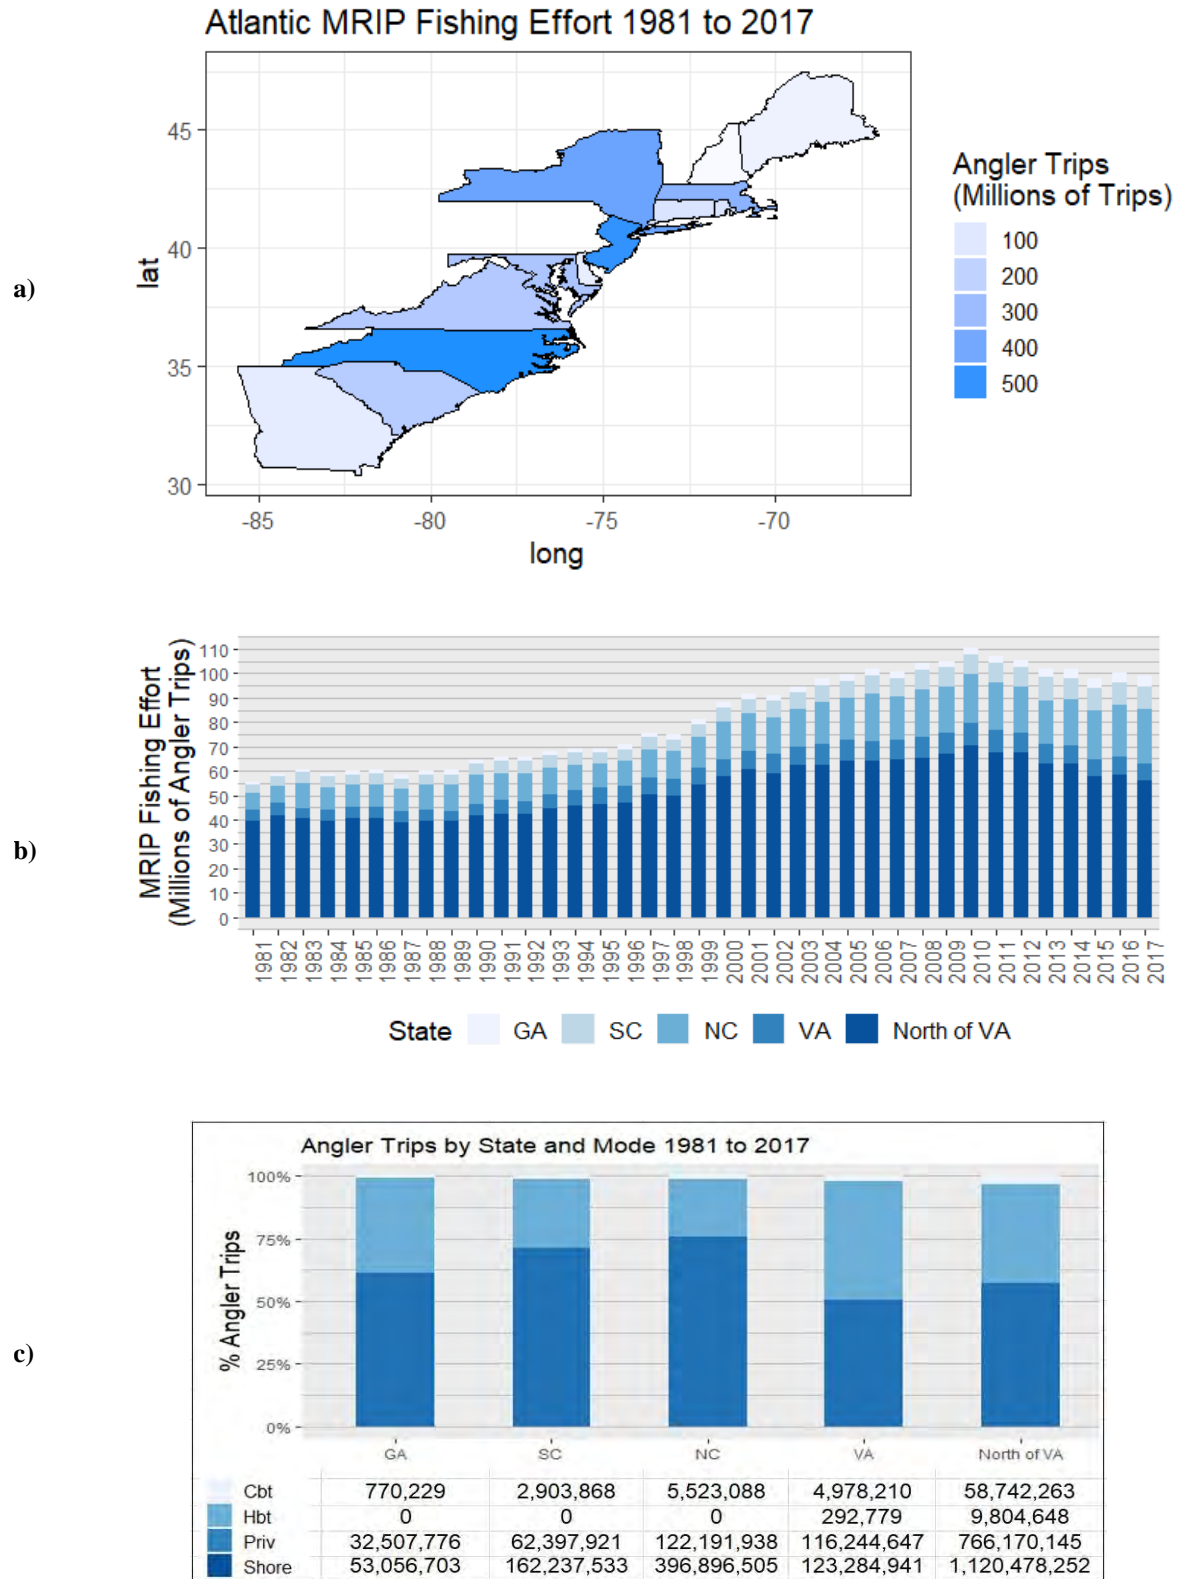 Atlantic MRIP Fishing Effort 1981 to 2017
45
40
35
30
lat
-85 -80 -75 -70
long
Angler Trips
(Millions of Trips)
100
200
300
400
500
a)
MRIP Fishing Effort
(Millions of Angler Trips)
110
100
90
80
70
60
50
40
30
20
10
0
1981 1982 1983 1984 1985 1986 1987 1988 1989 1990 1991 1992 1993 1994 1995 1996 1997 1998 1999 2000 2001 2002 2003 2004 2005 2006 2007 2008 2009 2010 2011 2012 2013 2014 2015 2016 2017
State GA SC NC VA North of VA
b)
Angler Trips by State and Mode 1981 to 2017
% Angler Trips
100%
75%
50%
25%
0%
GA SC NC VA North of VA
Cbt 770,229 2,903,868 5,523,088 4,978,210 58,742,263
Hbt 0 0 0 292,779 9,804,648
Priv 32,507,776 62,397,921 122,191,938 116,244,647 766,170,145
Shore 53,056,703 162,237,533 396,896,505 123,284,941 1,120,478,252
c)